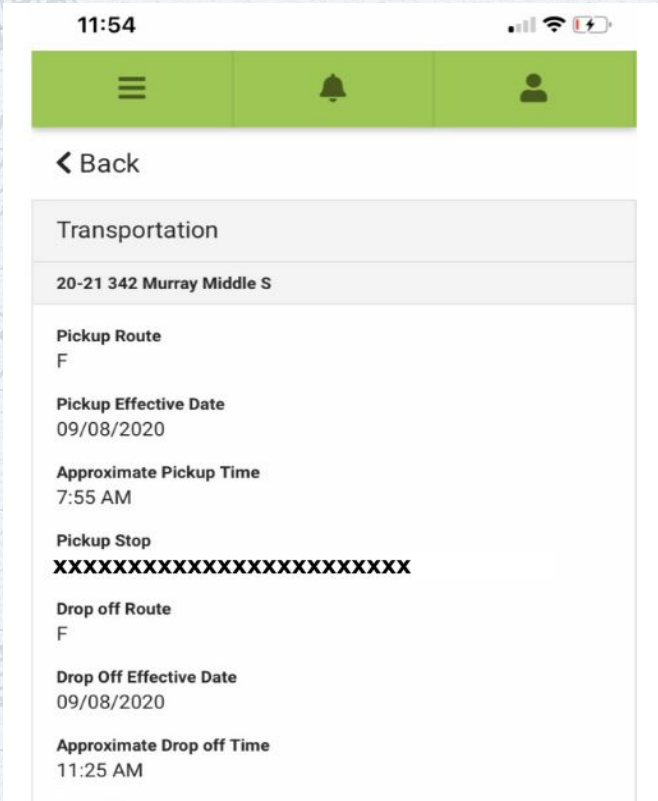 11:54
Back
Transportation
20-21 342 Murray Middle S
Pickup Route
F
Pickup Effective Date
09/08/2020
Approximate Pickup Time
7:55 AM
Pickup Stop
xxxxxxxxxxxxxxxxxxxxxxxx
Drop off Route
F
Drop Off Effective Date
09/08/2020
Approximate Drop off Time
11:25 AM